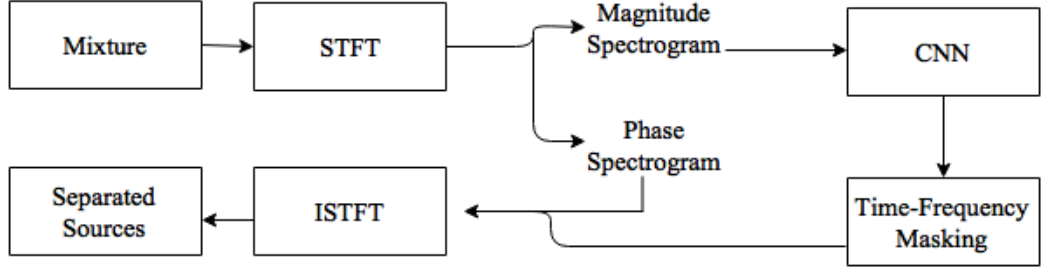 Mixture
STFT
Magnitude
Spectrogram
CNN
Phase
Spectrogram
Separated
Sources
ISTFT
Time-Frequency
Masking